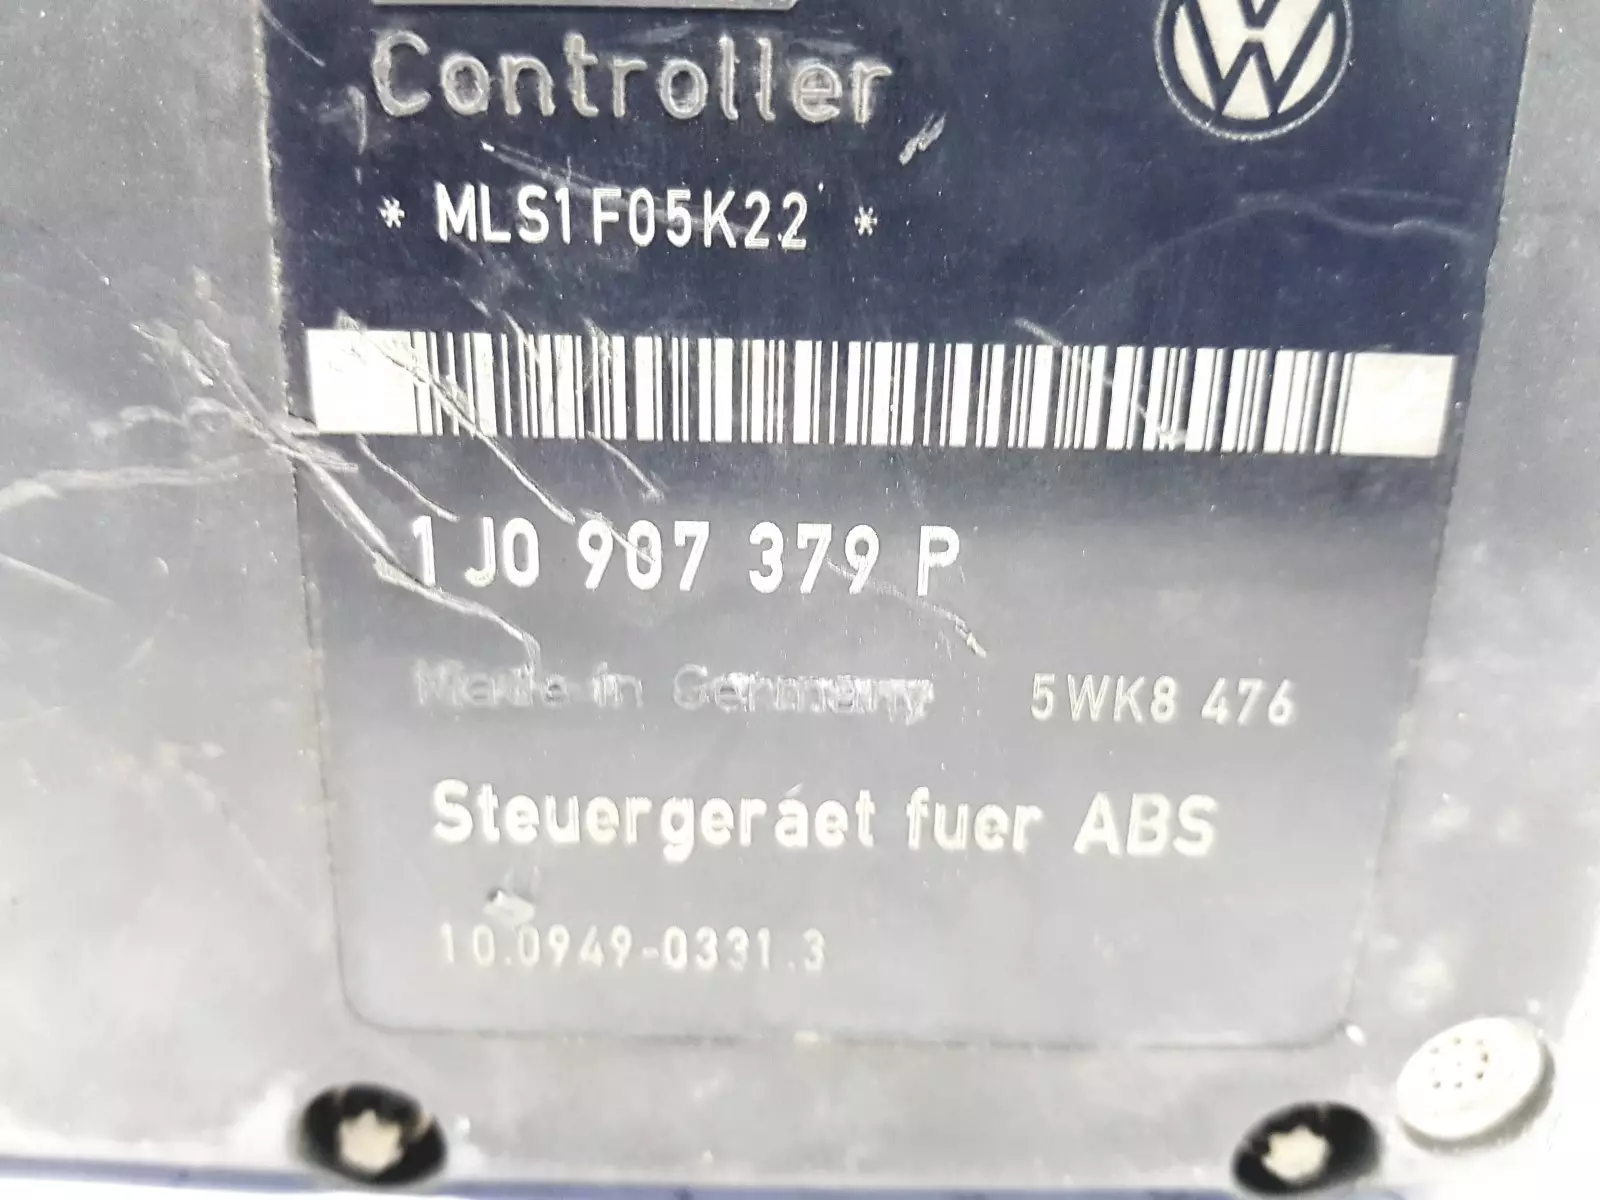 Controller
* MLS1F05K22 *
1J0 907 379 P
Made in Germany 5WK8 476
Steuergeraet fuer ABS
10.0949-0331.3